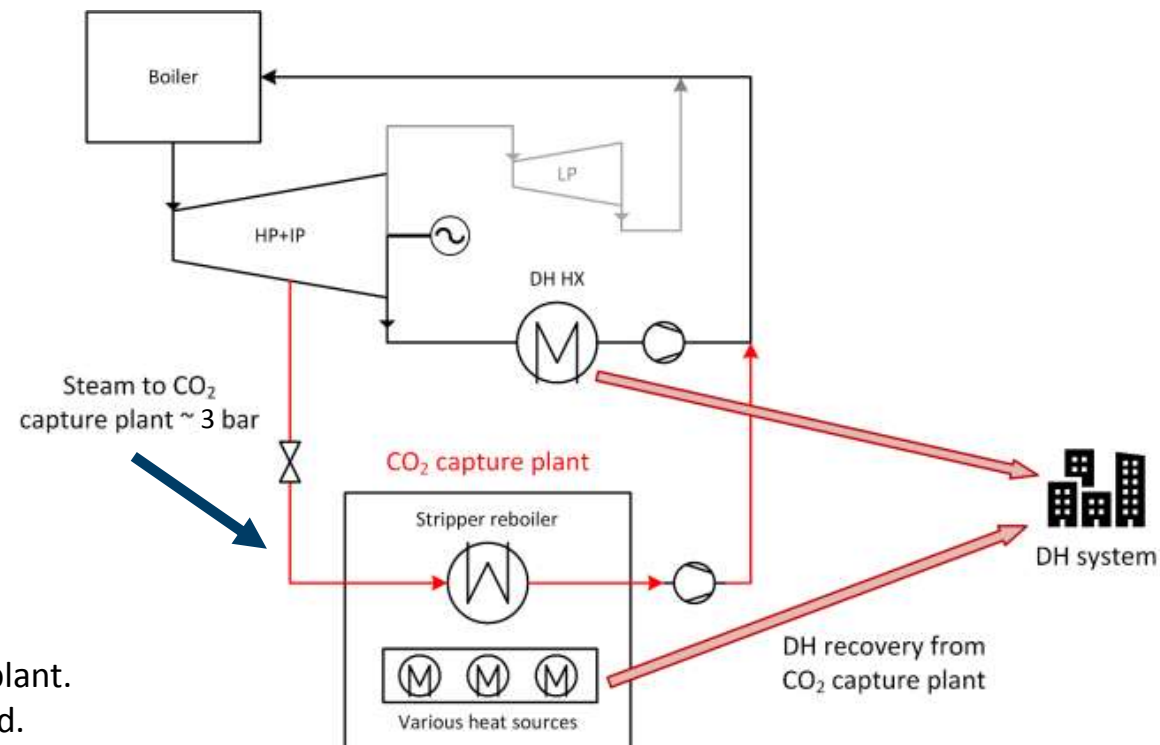 Boiler
LP
HP+IP
DH HX
Steam to CO₂
capture plant ~ 3 bar
CO₂ capture plant
Stripper reboiler
DH system
DH recovery from
CO₂ capture plant
Various heat sources
plant.
d.